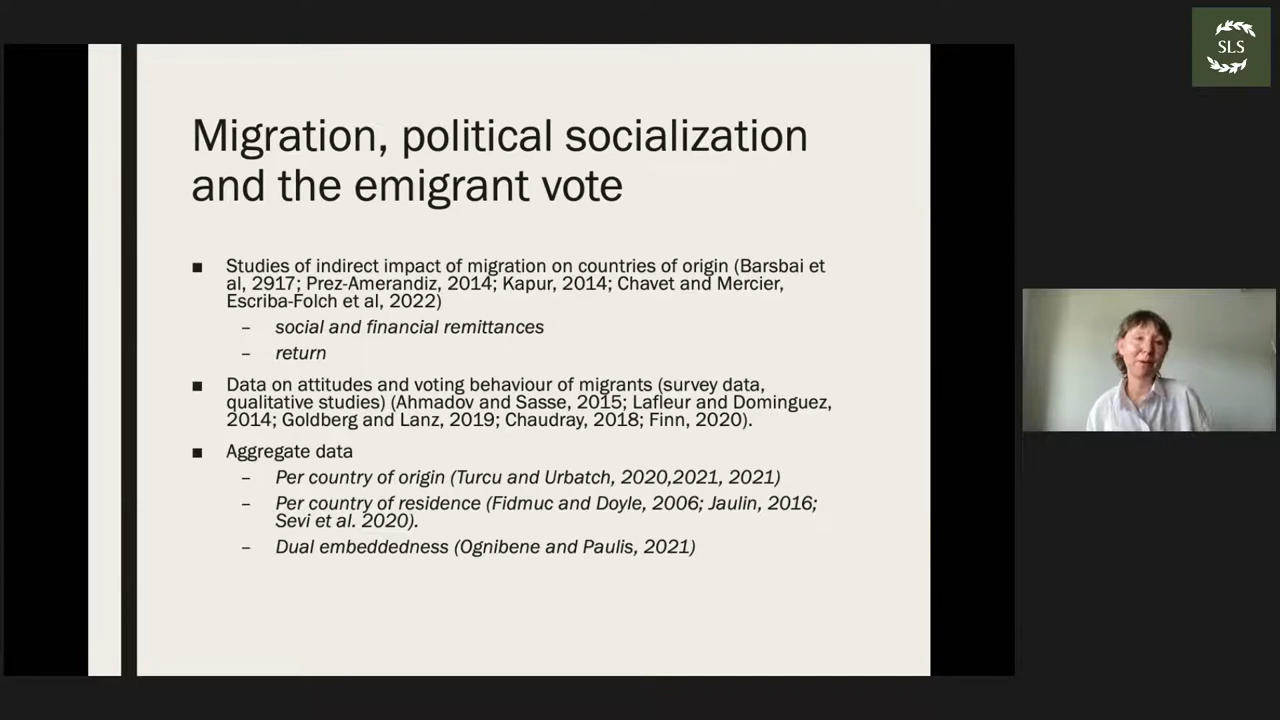 SLS
Migration, political socialization
and the emigrant vote
■ Studies of indirect impact of migration on countries of origin (Barsbai et
al, 2917; Prez-Amerandiz, 2014; Kapur, 2014; Chavet and Mercier,
Escriba-Folch et al, 2022)
– social and financial remittances
– return
■ Data on attitudes and voting behaviour of migrants (survey data,
qualitative studies) (Ahmadov and Sasse, 2015; Lafleur and Dominguez,
2014; Goldberg and Lanz, 2019; Chaudray, 2018; Finn, 2020).
■ Aggregate data
– Per country of origin (Turcu and Urbatch, 2020,2021, 2021)
– Per country of residence (Fidmuc and Doyle, 2006; Jaulin, 2016;
Sevi et al. 2020).
– Dual embeddedness (Ognibene and Paulis, 2021)